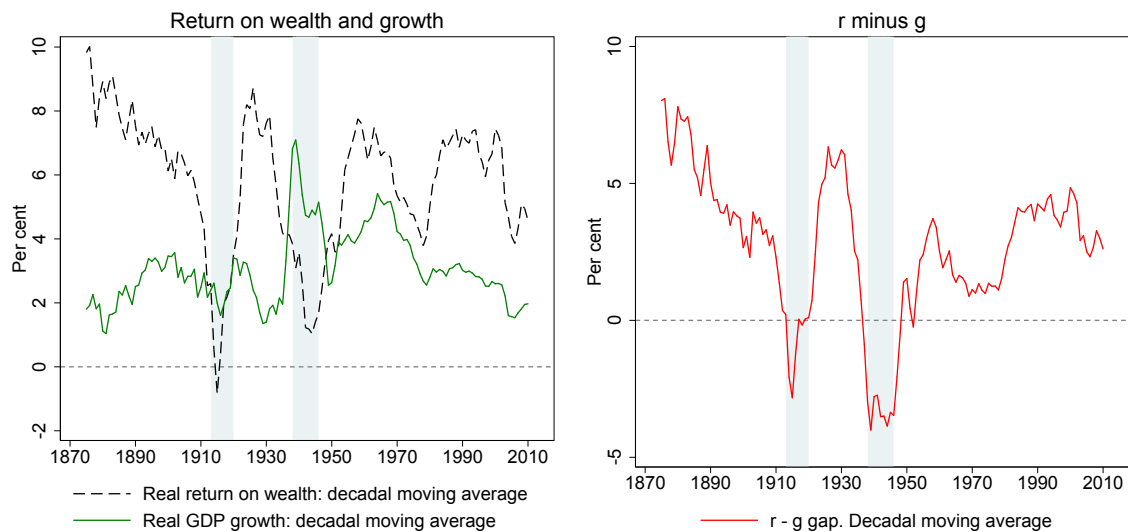 Return on wealth and growth
Per cent
10
8
6
4
2
0
-2
1870 1890 1910 1930 1950 1970 1990 2010
Real return on wealth: decadal moving average
Real GDP growth: decadal moving average
r minus g
Per cent
10
5
0
-5
1870 1890 1910 1930 1950 1970 1990 2010
r - g gap. Decadal moving average